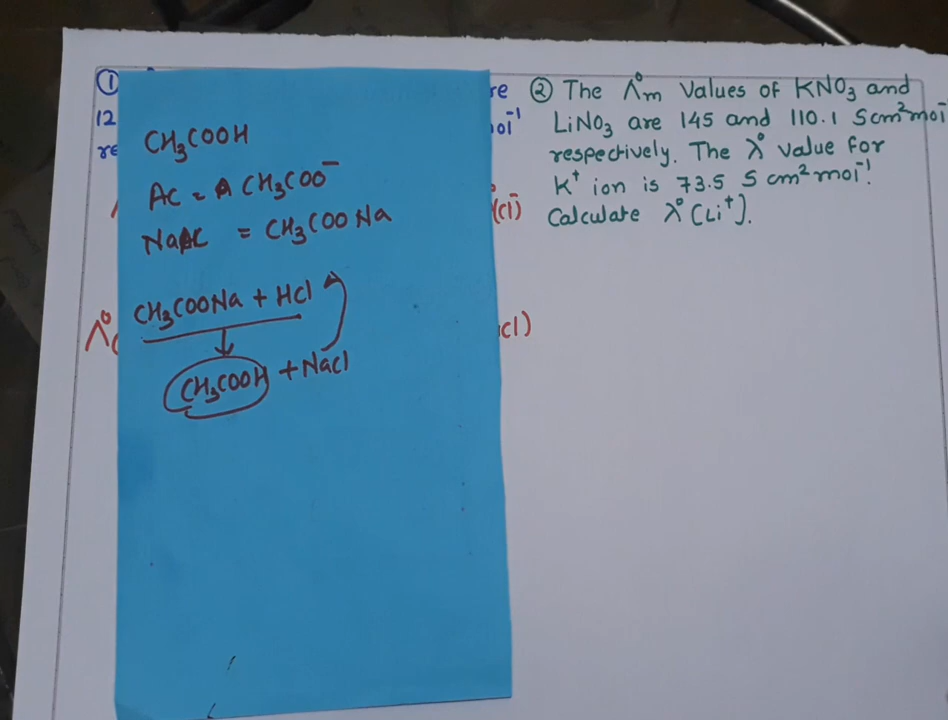 ①
12
re
CH₃COOH
AC = CH₃COO⁻
NaAC = CH₃COONa
CH₃COONa + HCl
CH₃COOH + NaCl
Λ°
re
ol⁻¹
(Cl⁻)
cl)
② The Λ°m Values of KNO₃ and
LiNO₃ are 145 and 110.1 S cm² mol⁻
respectively. The λ° value for
K⁺ ion is 73.5 S cm² mol⁻¹.
Calculate λ° (Li⁺).